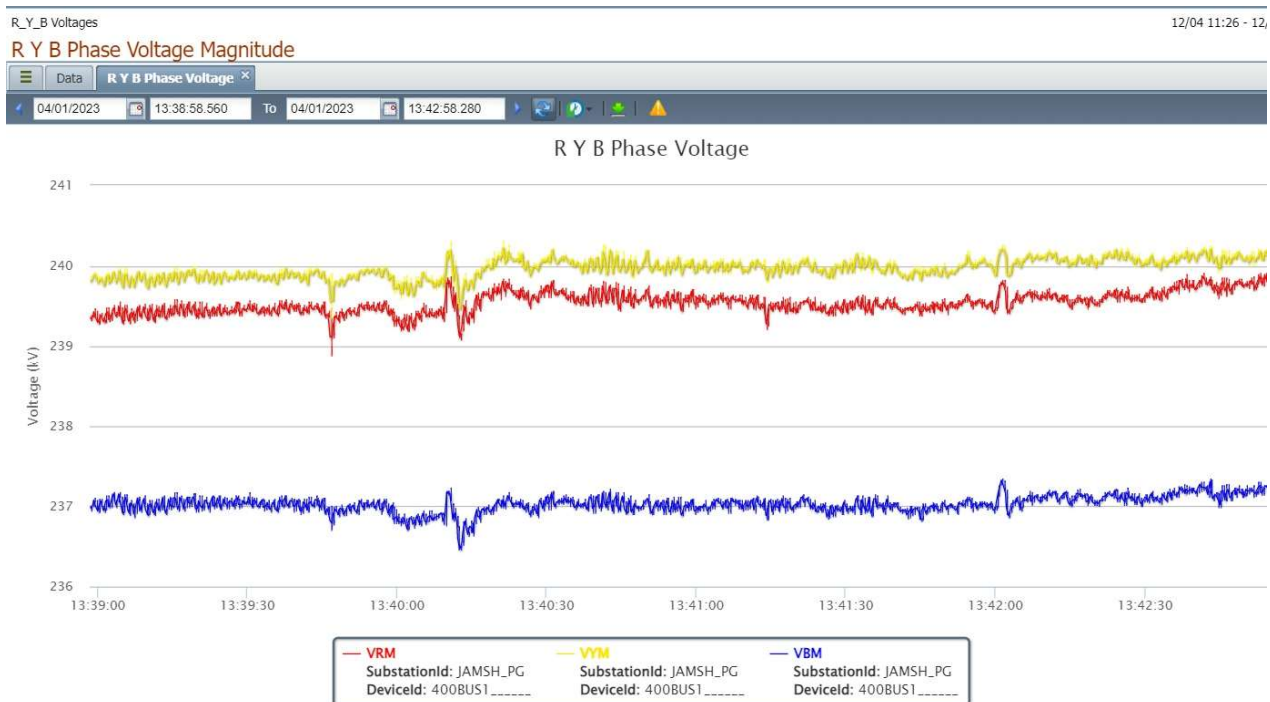 R_Y_B Voltages 12/04 11:26 - 12/
R Y B Phase Voltage Magnitude
Data R Y B Phase Voltage ×
04/01/2023 13:38:58.560 To 04/01/2023 13:42:58.280
R Y B Phase Voltage
Voltage (kV)
241
240
239
238
237
236
13:39:00 13:39:30 13:40:00 13:40:30 13:41:00 13:41:30 13:42:00 13:42:30
VRM VYM VBM
SubstationId: JAMSH_PG SubstationId: JAMSH_PG SubstationId: JAMSH_PG
DeviceId: 400BUS1______ DeviceId: 400BUS1______ DeviceId: 400BUS1______